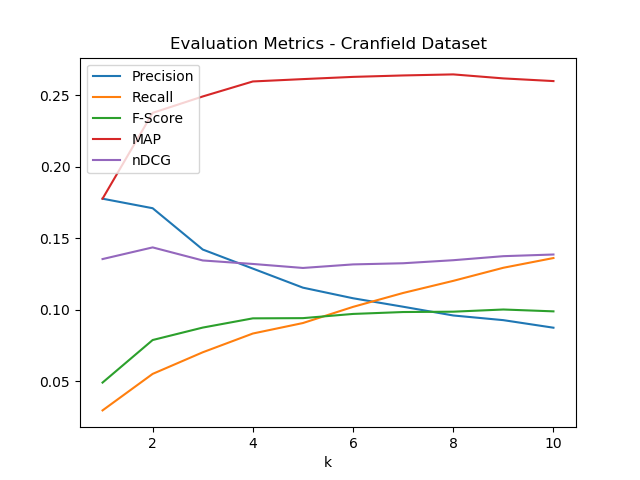 Evaluation Metrics - Cranfield Dataset
Precision
Recall
F-Score
MAP
nDCG
0.25
0.20
0.15
0.10
0.05
2
4
6
8
10
k